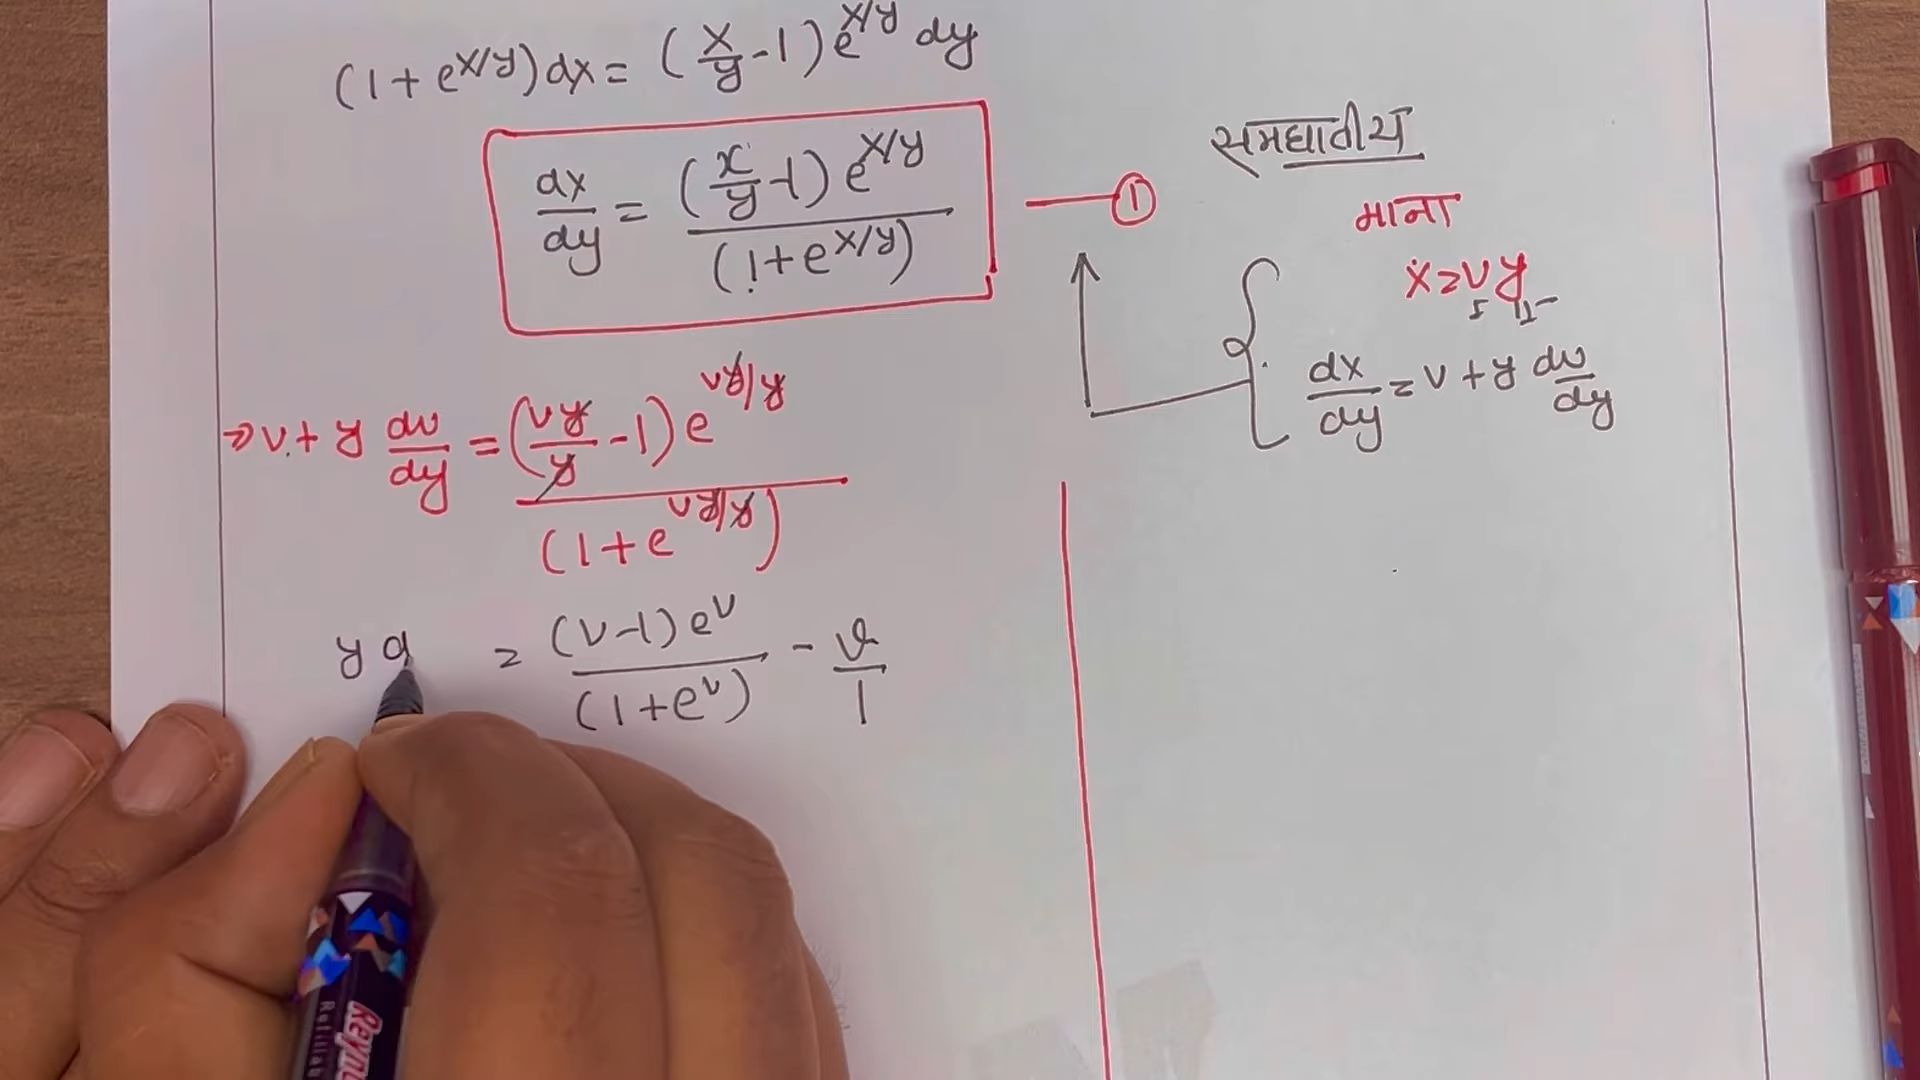 (1+e^{x/y})dx = (x/y -1)e^{x/y} dy
dx/dy = (x/y -1) e^{x/y} / (1+e^{x/y}) — ①
समघातीय
माना
x=vy
dx/dy = v + y dv/dy
⇒ v + y dv/dy = (vy/y -1) e^{vy/y} / (1+e^{vy/y})
y d = (v-1)e^v / (1+e^v) - v/1